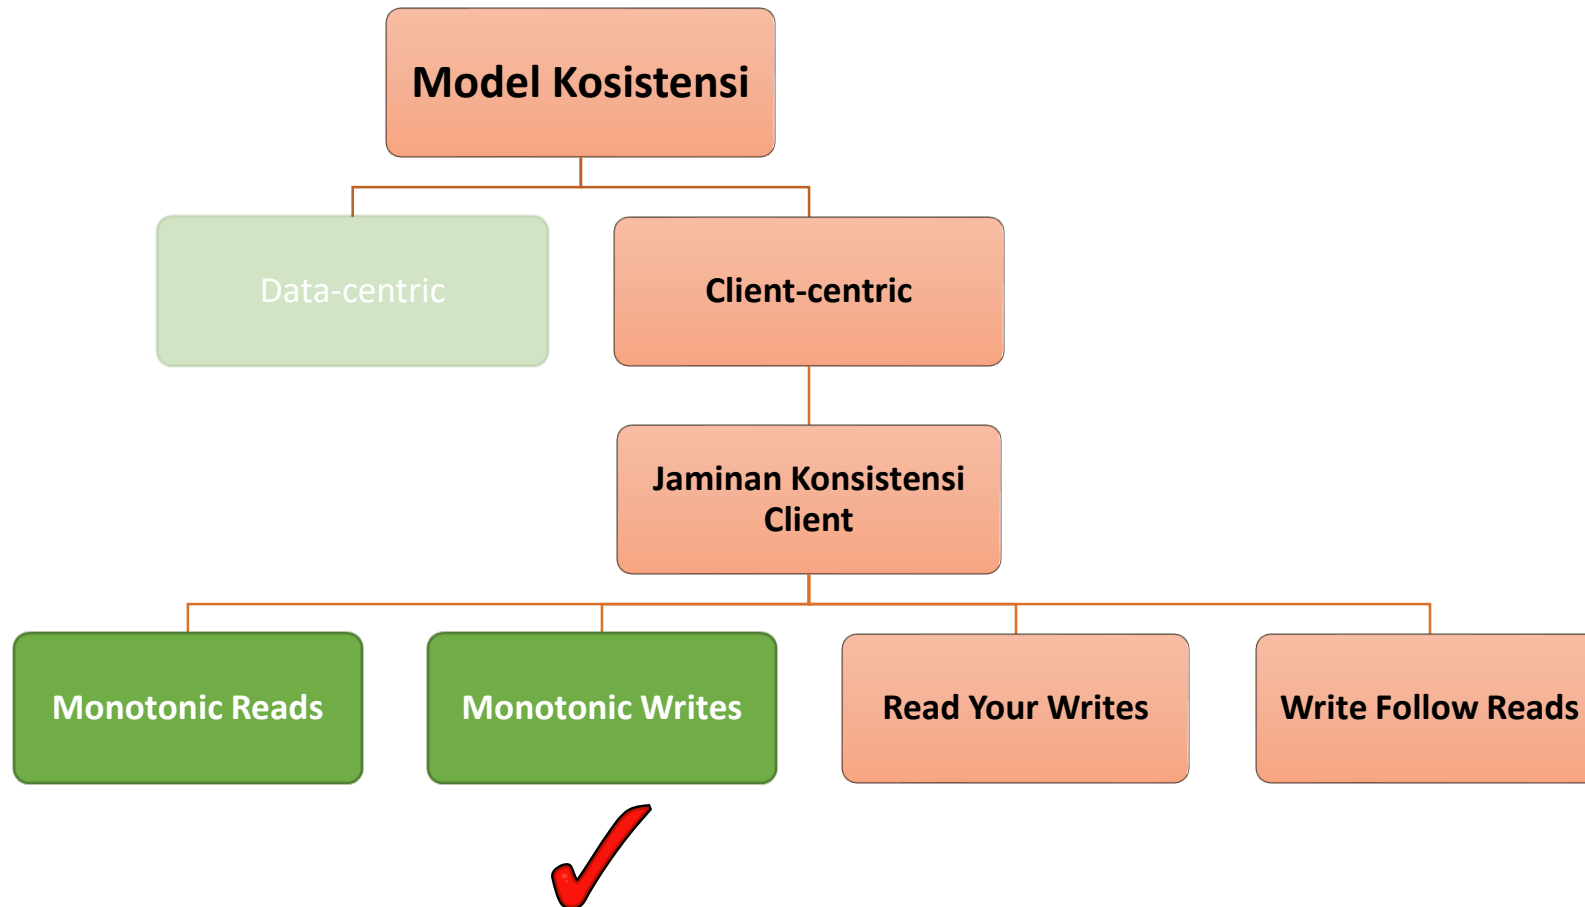 Model Kosistensi
Data-centric
Client-centric
Jaminan Konsistensi
Client
Monotonic Reads
Monotonic Writes
Read Your Writes
Write Follow Reads